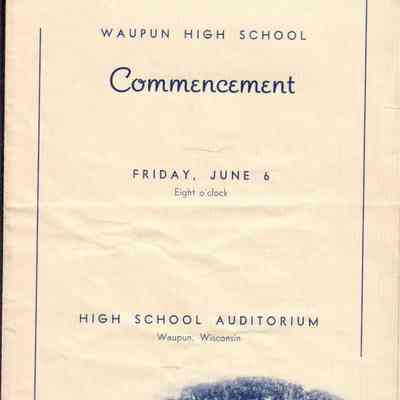 WAUPUN HIGH SCHOOL
Commencement
FRIDAY, JUNE 6
Eight o'clock
HIGH SCHOOL AUDITORIUM
Waupun, Wisconsin